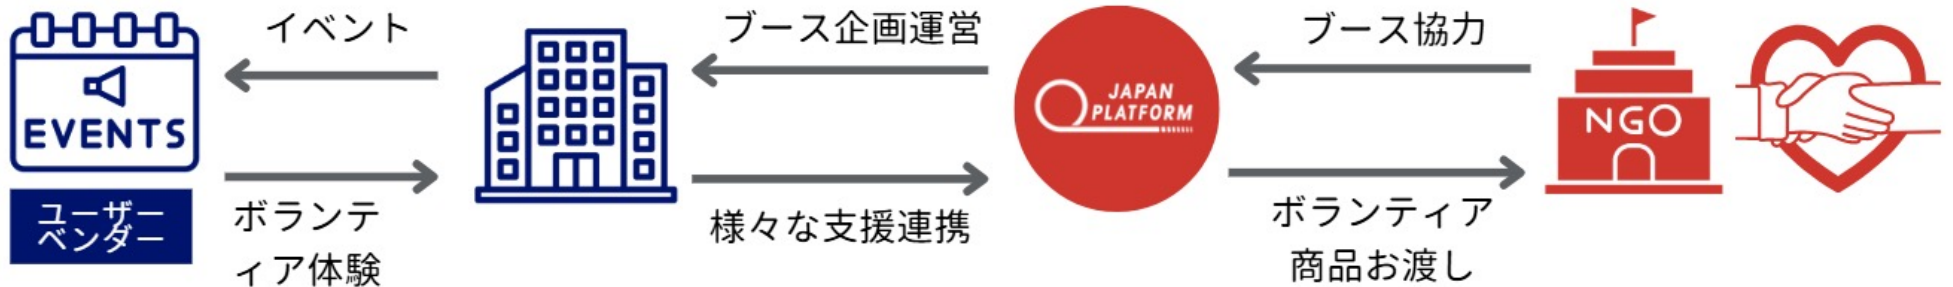 イベント
EVENTS
ユーザー
ベンダー
ボランテ
ィア体験
ブース企画運営
様々な支援連携
JAPAN
PLATFORM
ブース協力
ボランティア
商品お渡し
NGO